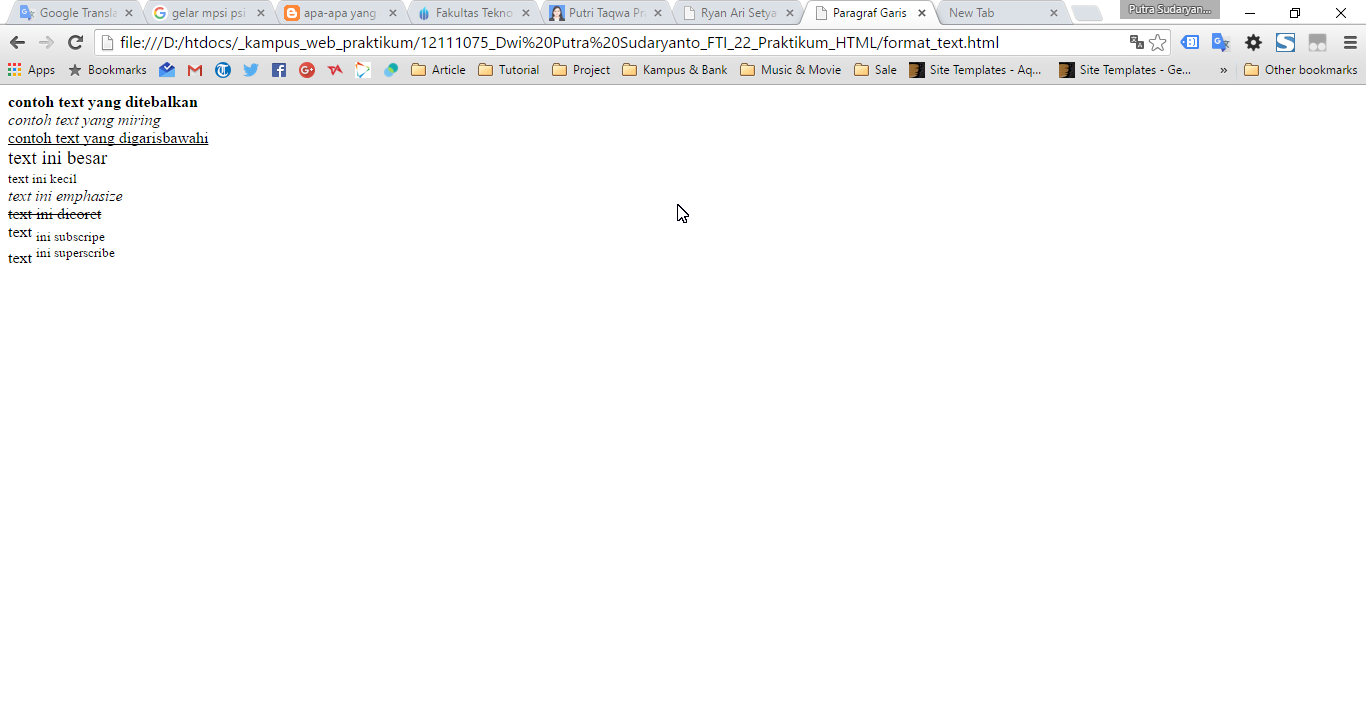 Google Transla
gelar mpsi psi
apa-apa yang
Fakultas Tekno
Putri Taqwa Pra
Ryan Ari Setya
Paragraf Garis
New Tab
Putra Sudaryan...
file:///D:/htdocs/_kampus_web_praktikum/12111075_Dwi%20Putra%20Sudaryanto_FTI_22_Praktikum_HTML/format_text.html
Apps
Bookmarks
Article
Tutorial
Project
Kampus & Bank
Music & Movie
Sale
Site Templates - Aq...
Site Templates - Ge...
»
Other bookmarks
contoh text yang ditebalkan
contoh text yang miring
contoh text yang digarisbawahi
text ini besar
text ini kecil
text ini emphasize
text ini dicoret
text ini subscripe
text ini superscribe